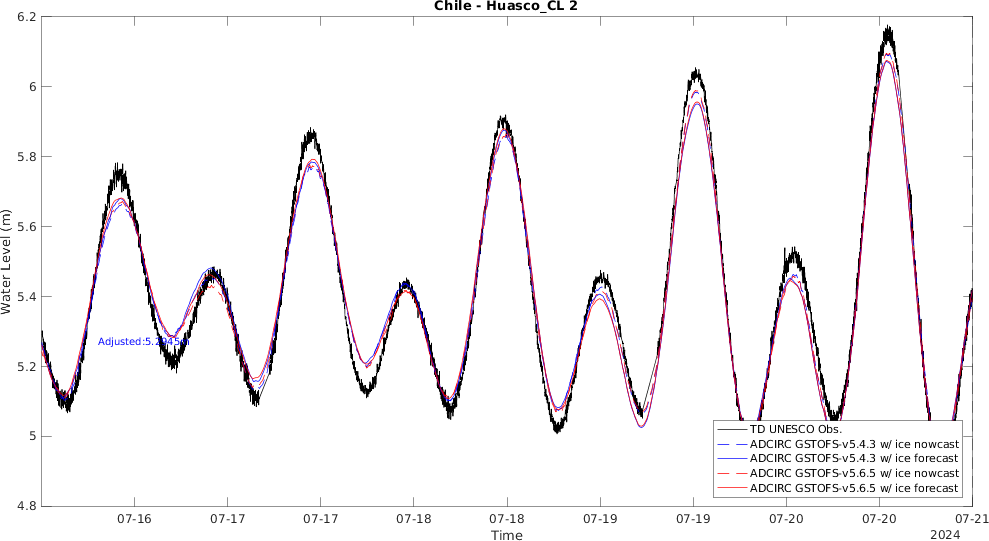 Chile - Huasco_CL 2
6.2
6
5.8
5.6
5.4
5.2
5
4.8
Water Level (m)
TD UNESCO Obs.
ADCIRC GSTOFS-v5.4.3 w/ ice nowcast
ADCIRC GSTOFS-v5.4.3 w/ ice forecast
ADCIRC GSTOFS-v5.6.5 w/ ice nowcast
ADCIRC GSTOFS-v5.6.5 w/ ice forecast
07-16 07-17 07-17 07-18 07-18 07-19 07-19 07-20 07-20 07-21
Time
2024